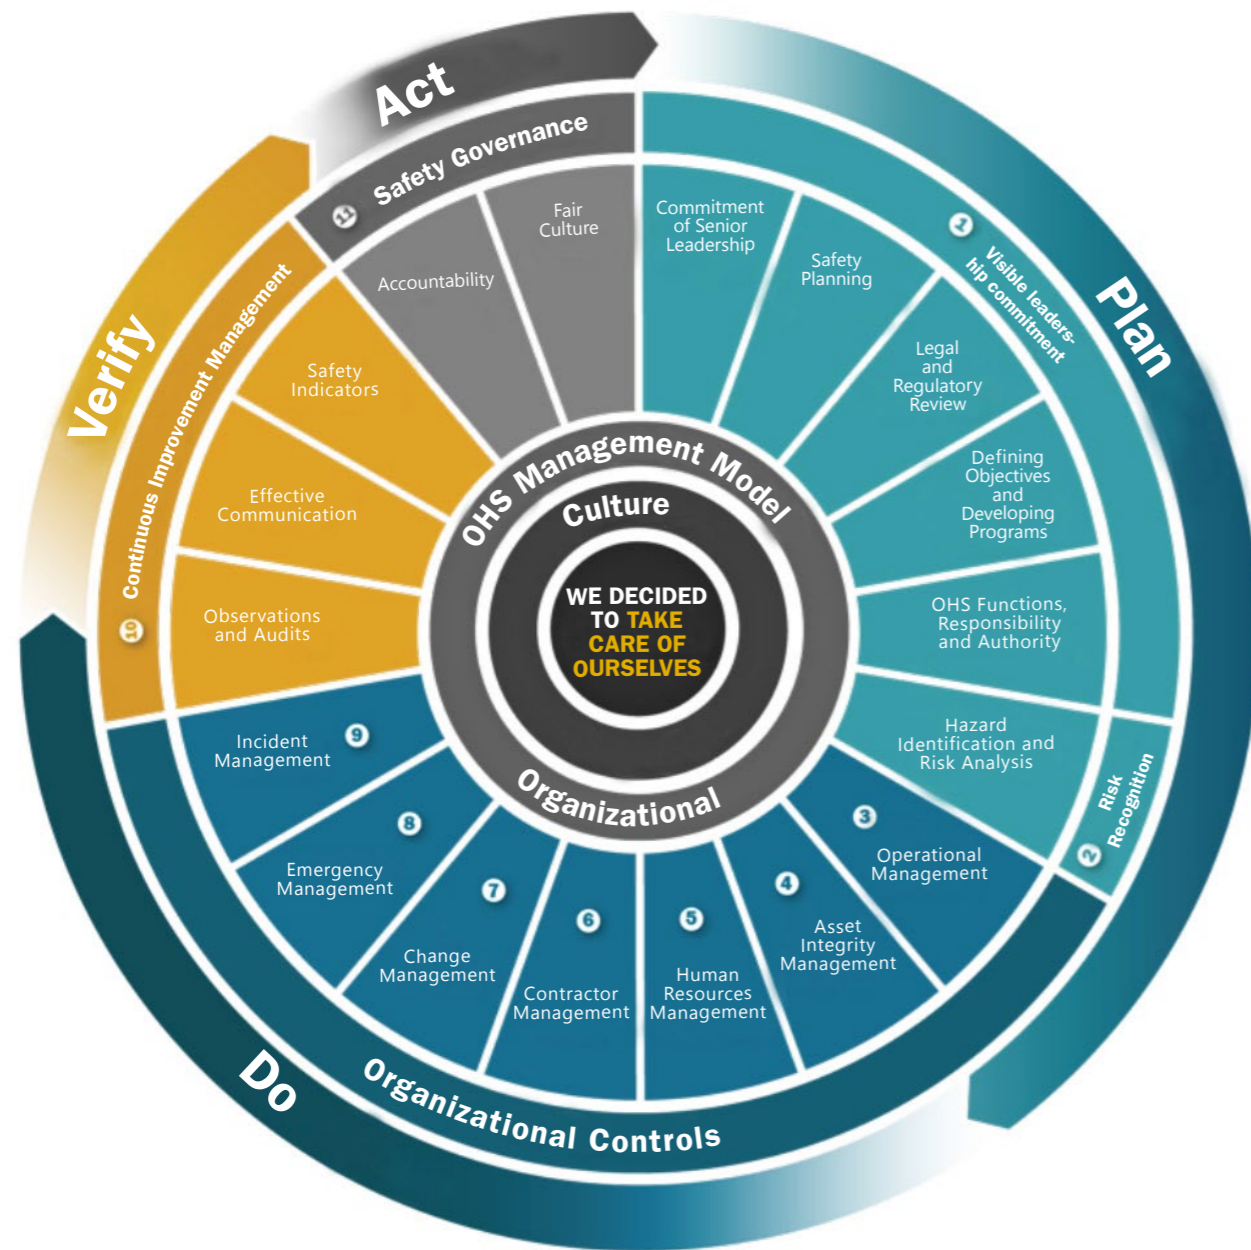 Act
Plan
Do
Verify
11
Safety Governance
Accountability
Fair
Culture
1
Visible leaders-
hip commitment
Commitment
of Senior
Leadership
Safety
Planning
Legal
and
Regulatory
Review
Defining
Objectives
and
Developing
Programs
OHS Functions,
Responsibility
and Authority
Hazard
Identification and
Risk Analysis
2
Risk
Recognition
3
Operational
Management
4
Asset
Integrity
Management
5
Human
Resources
Management
6
Contractor
Management
7
Change
Management
8
Emergency
Management
9
Incident
Management
Organizational Controls
10
Continuous Improvement Management
Observations
and Audits
Effective
Communication
Safety
Indicators
OHS Management Model
Culture
WE DECIDED
TO TAKE
CARE OF
OURSELVES
Organizational